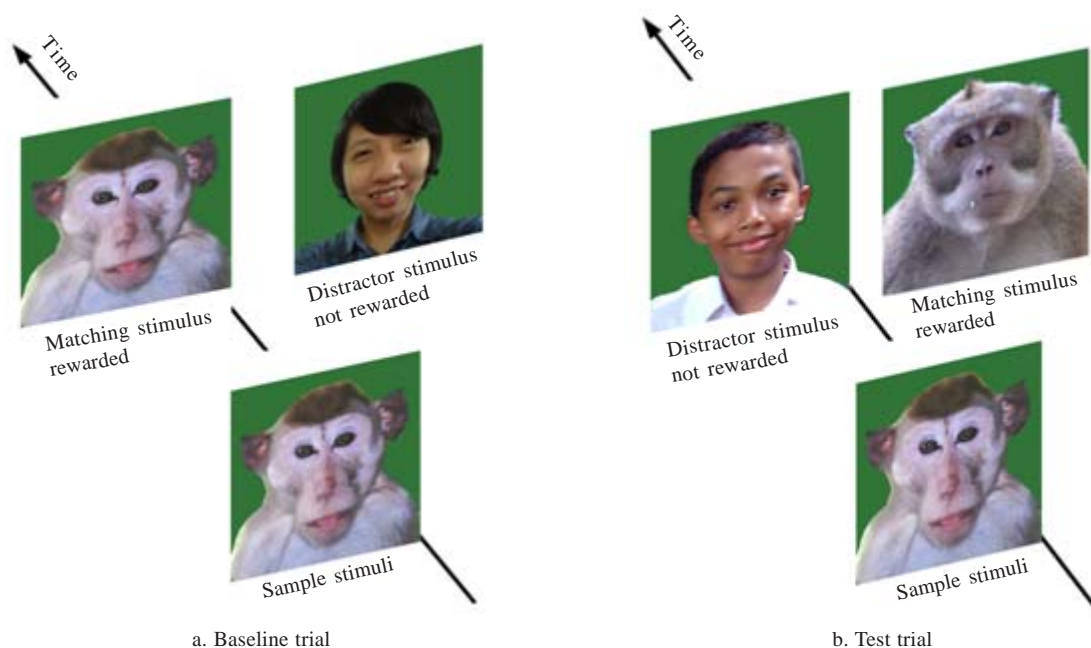 Time
Distractor stimulus
not rewarded
Matching stimulus
rewarded
Sample stimuli
a. Baseline trial
Time
Matching stimulus
rewarded
Distractor stimulus
not rewarded
Sample stimuli
b. Test trial